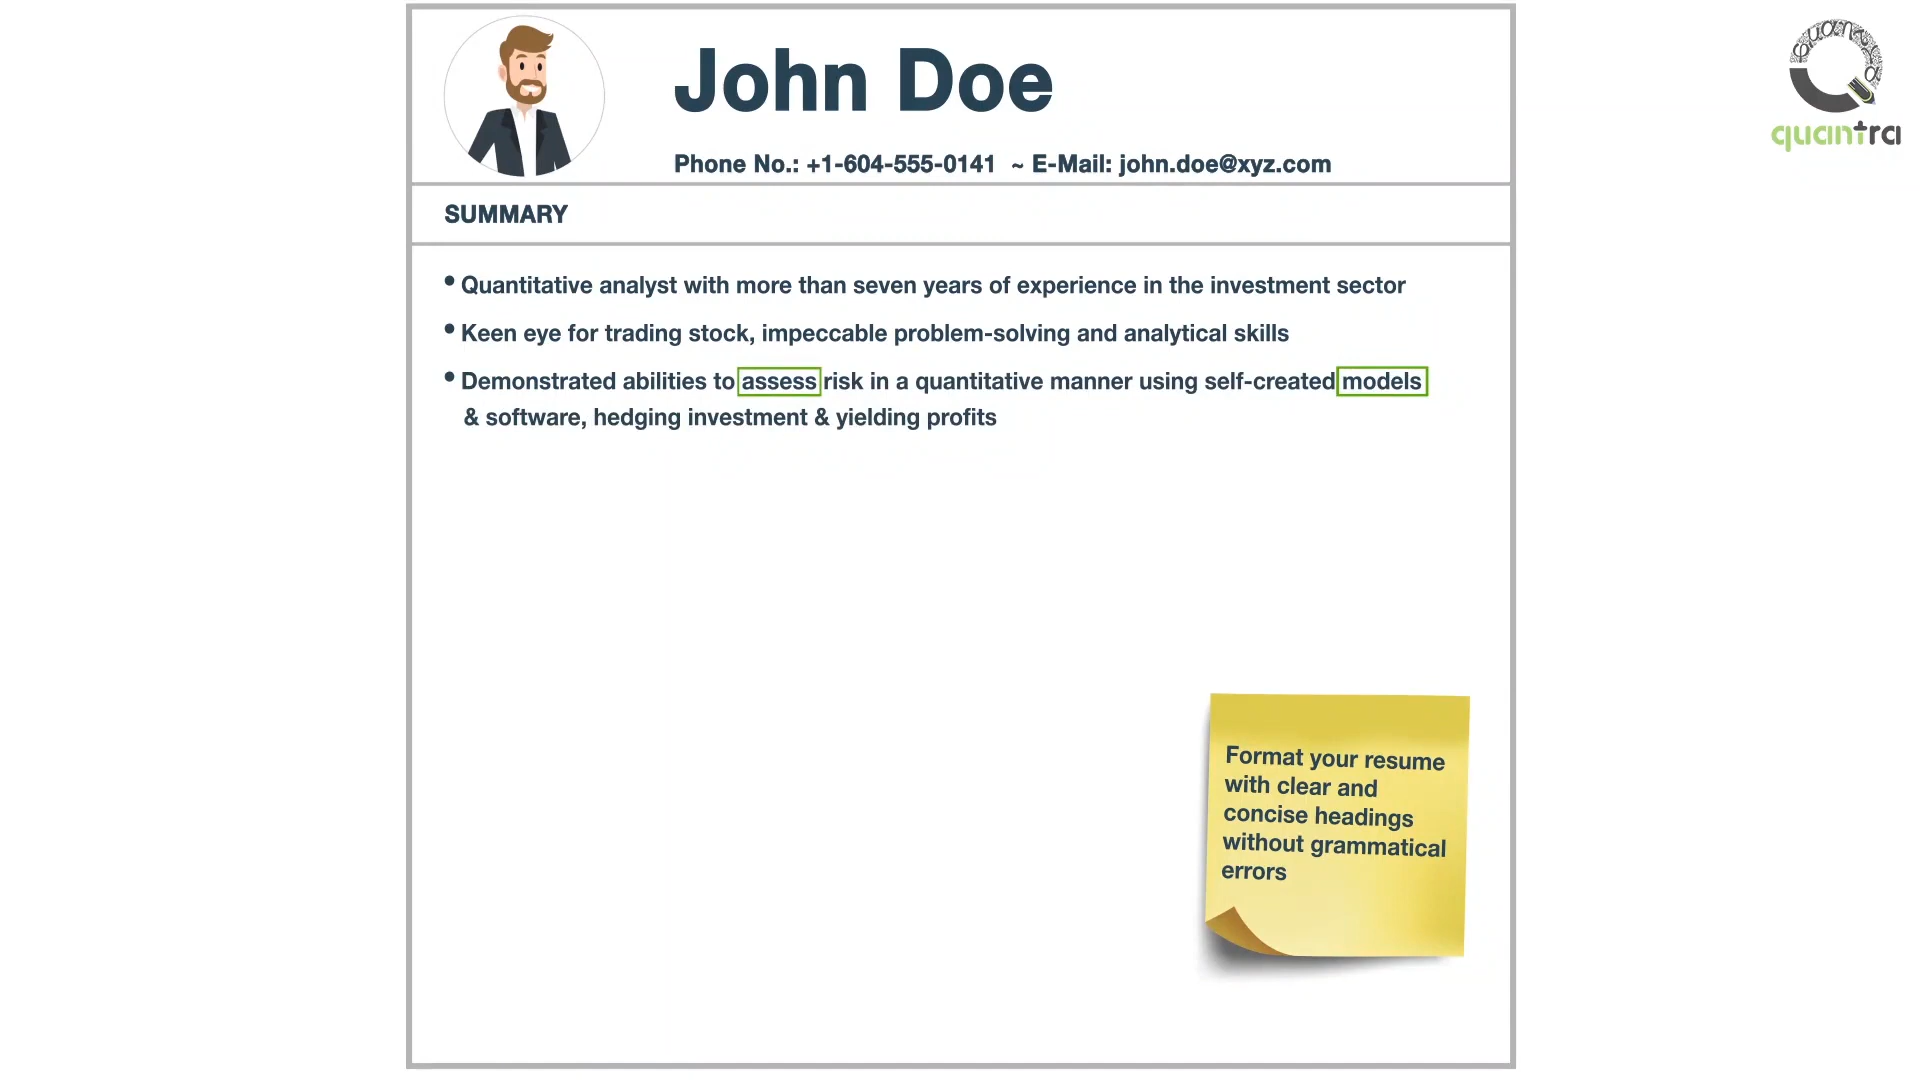 John Doe
Phone No.: +1-604-555-0141 ~ E-Mail: john.doe@xyz.com
SUMMARY
• Quantitative analyst with more than seven years of experience in the investment sector
• Keen eye for trading stock, impeccable problem-solving and analytical skills
• Demonstrated abilities to assess risk in a quantitative manner using self-created models
& software, hedging investment & yielding profits
Format your resume
with clear and
concise headings
without grammatical
errors
quantra